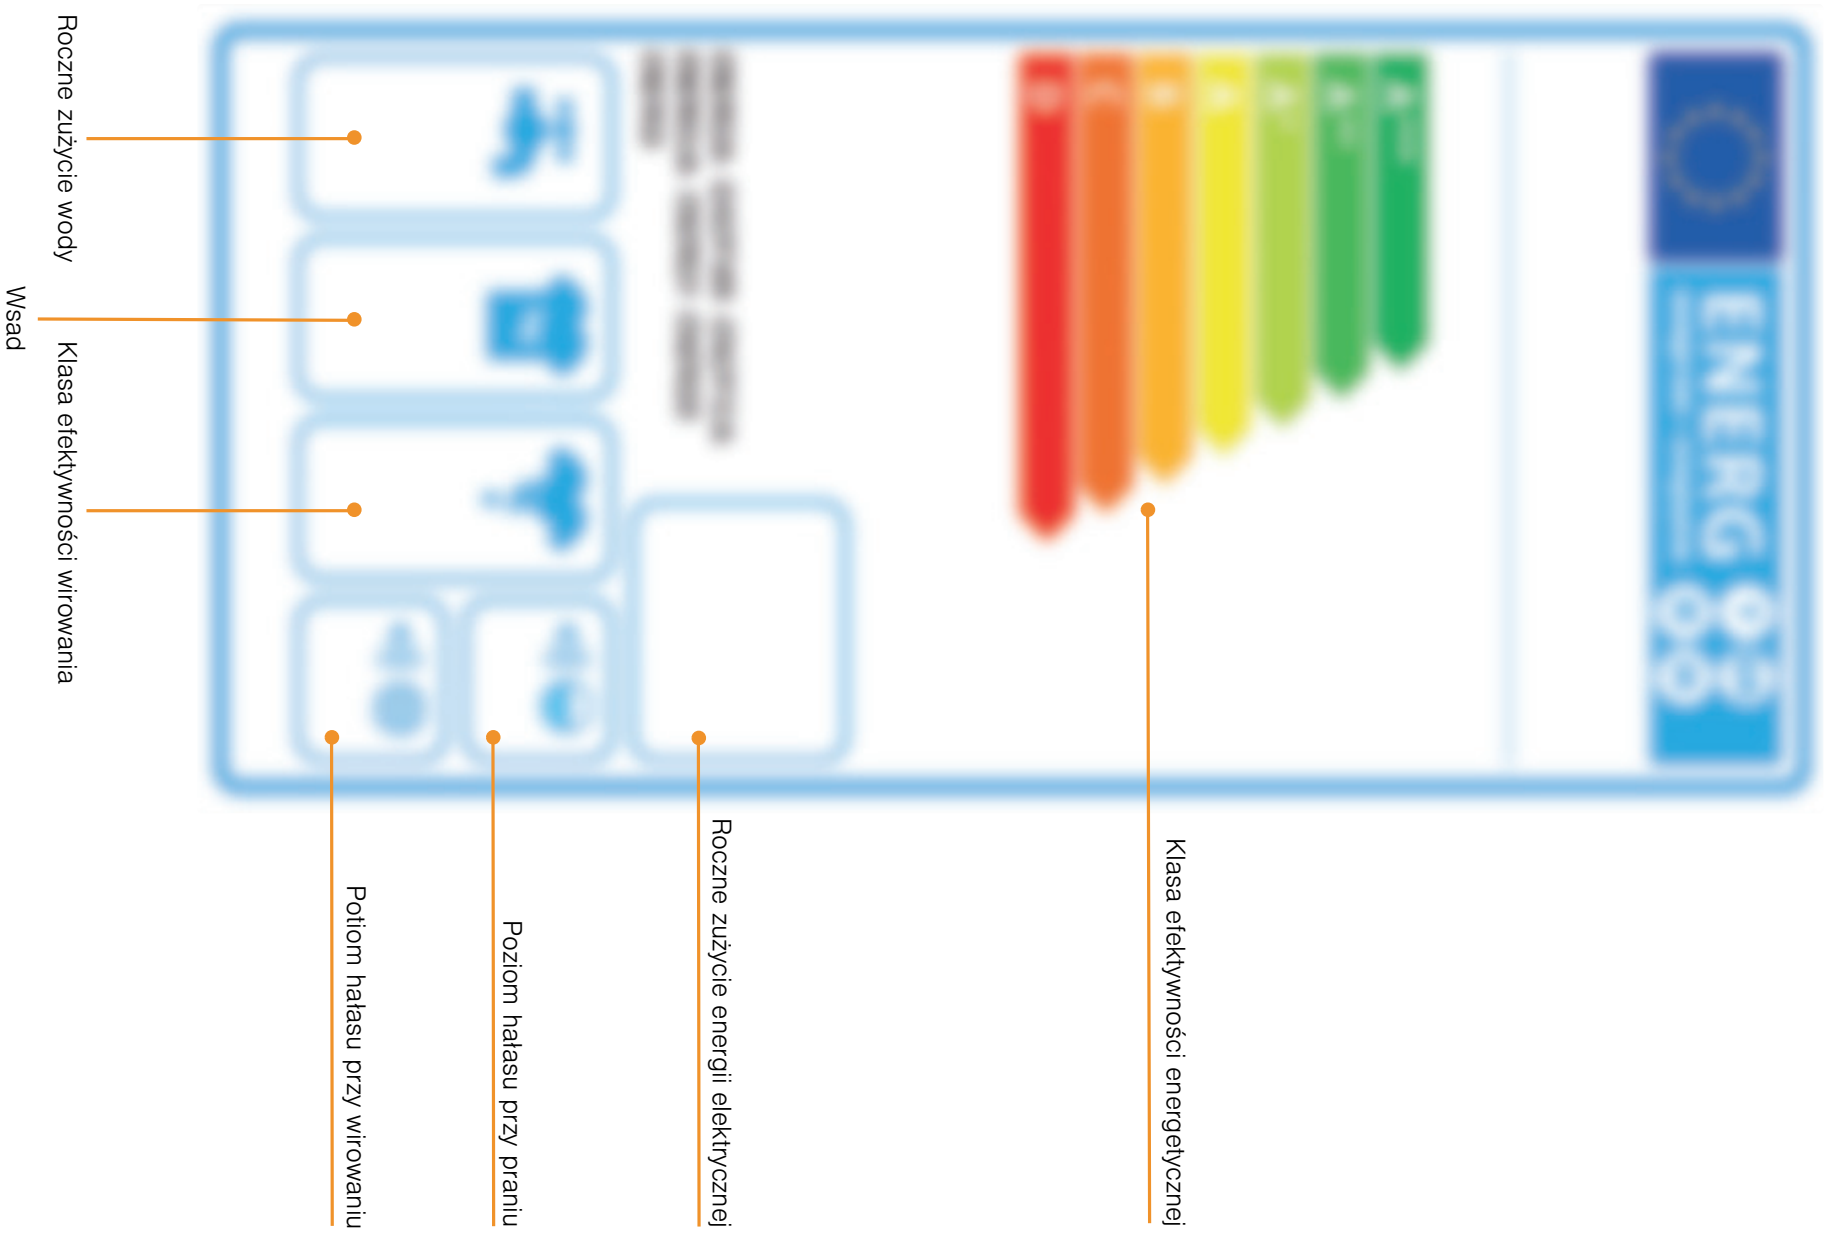 ENERG
A
A
A
A
B
C
D
Klasa efektywności energetycznej
Roczne zużycie energii elektrycznej
Poziom hałasu przy praniu
Potiom hałasu przy wirowaniu
Roczne zużycie wody
Wsad
Klasa efektywności wirowania